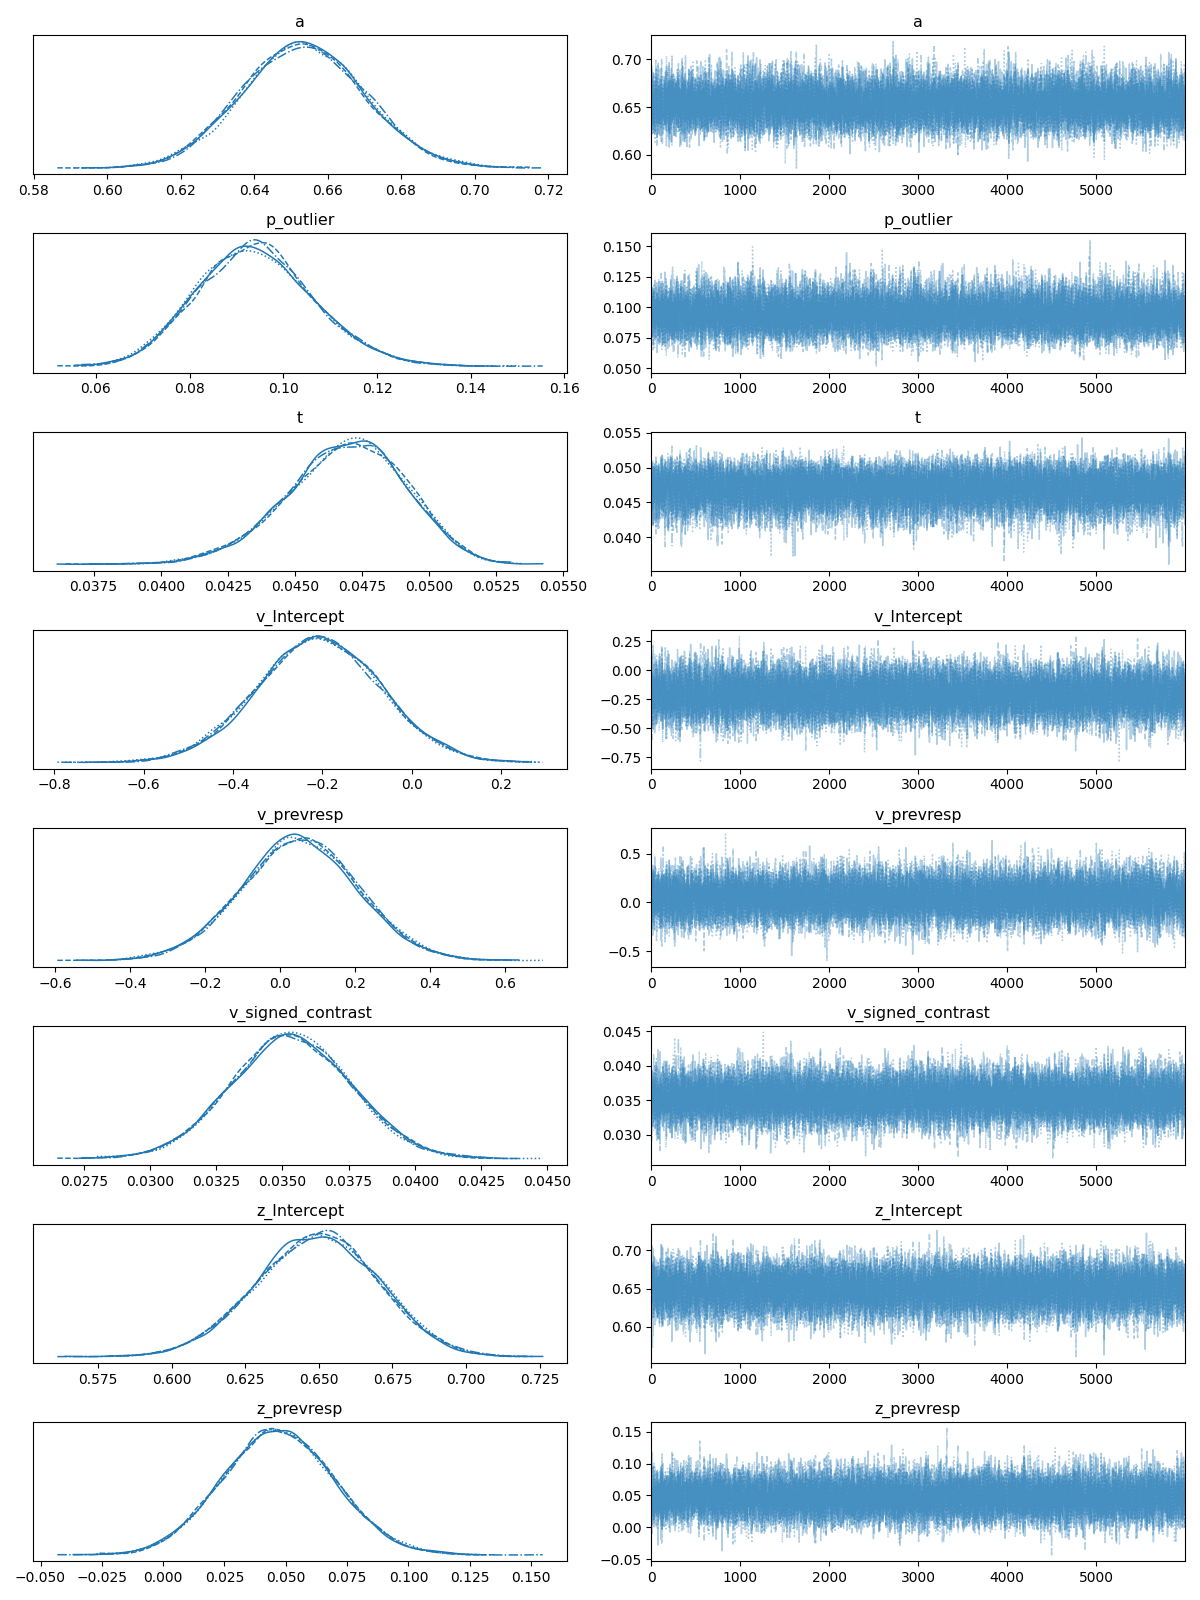 a a
0.70
0.65
0.60
0.58 0.60 0.62 0.64 0.66 0.68 0.70 0.72 0 1000 2000 3000 4000 5000
p_outlier p_outlier
0.150
0.125
0.100
0.075
0.050
0.06 0.08 0.10 0.12 0.14 0.16 0 1000 2000 3000 4000 5000
t t
0.055
0.050
0.045
0.040
0.0375 0.0400 0.0425 0.0450 0.0475 0.0500 0.0525 0.0550 0 1000 2000 3000 4000 5000
v_Intercept v_Intercept
0.25
0.00
−0.25
−0.50
−0.75
−0.8 −0.6 −0.4 −0.2 0.0 0.2 0 1000 2000 3000 4000 5000
v_prevresp v_prevresp
0.5
0.0
−0.5
−0.6 −0.4 −0.2 0.0 0.2 0.4 0.6 0 1000 2000 3000 4000 5000
v_signed_contrast v_signed_contrast
0.045
0.040
0.035
0.030
0.0275 0.0300 0.0325 0.0350 0.0375 0.0400 0.0425 0.0450 0 1000 2000 3000 4000 5000
z_Intercept z_Intercept
0.70
0.65
0.60
0.575 0.600 0.625 0.650 0.675 0.700 0.725 0 1000 2000 3000 4000 5000
z_prevresp z_prevresp
0.15
0.10
0.05
0.00
−0.05
−0.050 −0.025 0.000 0.025 0.050 0.075 0.100 0.125 0.150 0 1000 2000 3000 4000 5000